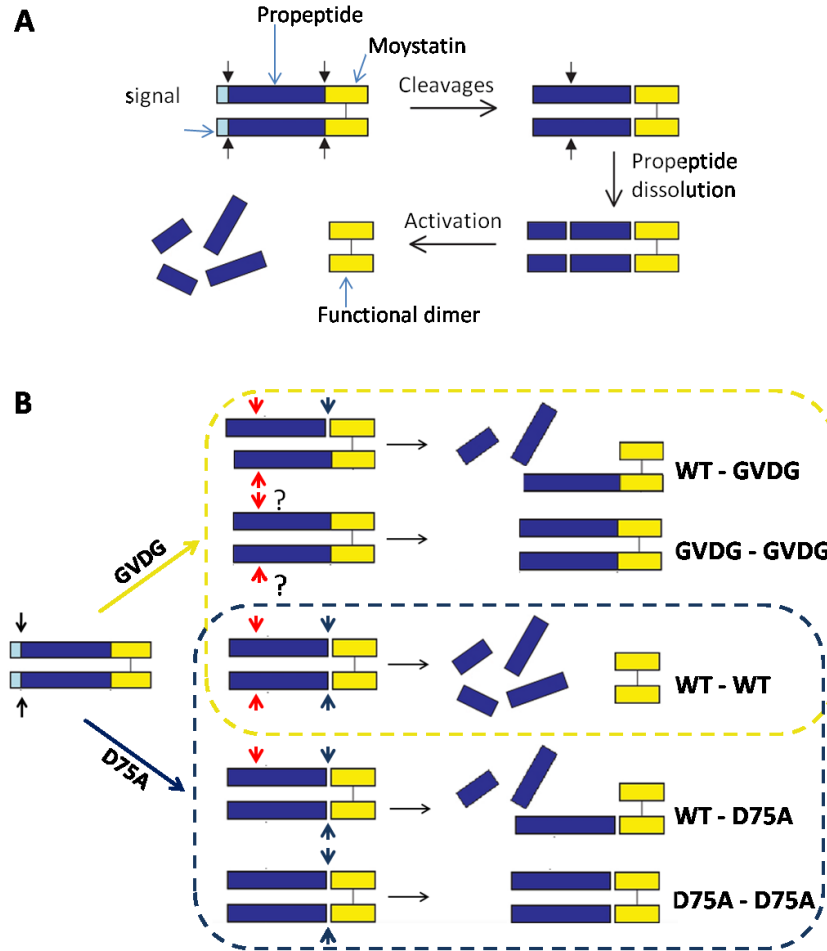 A
Propeptide
Moystatin
signal
Cleavages
Propeptide
dissolution
Activation
Functional dimer
B
WT - GVDG
?
GVDG
GVDG - GVDG
?
WT - WT
D75A
WT - D75A
D75A - D75A